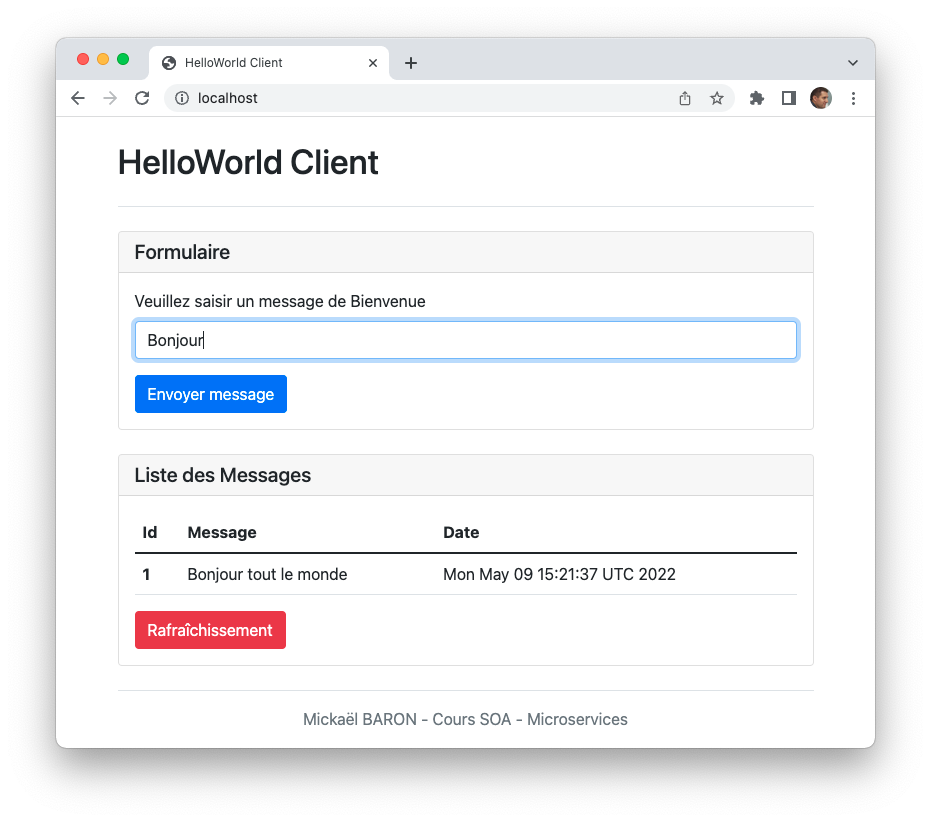 HelloWorld Client
localhost
HelloWorld Client
Formulaire
Veuillez saisir un message de Bienvenue
Bonjour
Envoyer message
Liste des Messages
Id Message Date
1 Bonjour tout le monde Mon May 09 15:21:37 UTC 2022
Rafraîchissement
Mickaël BARON - Cours SOA - Microservices